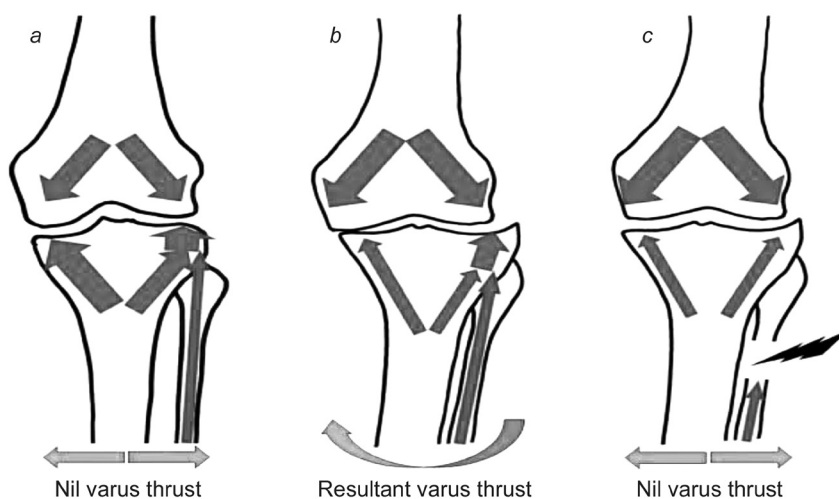 a
b
c
Nil varus thrust
Resultant varus thrust
Nil varus thrust